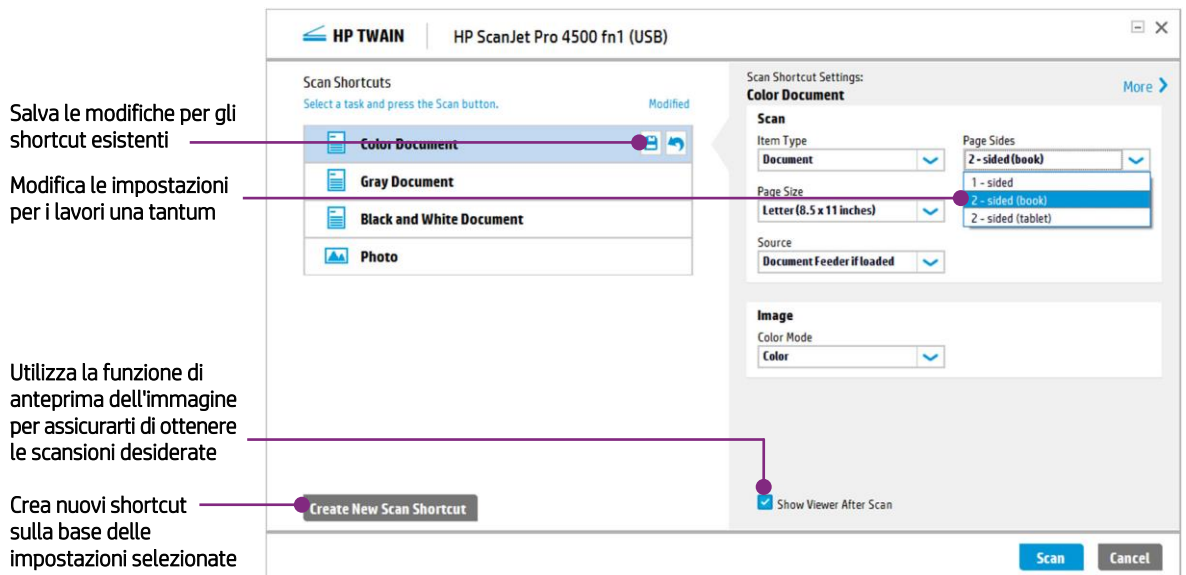 HP TWAIN
HP ScanJet Pro 4500 fn1 (USB)
Salva le modifiche per gli
shortcut esistenti
Modifica le impostazioni
per i lavori una tantum
Utilizza la funzione di
anteprima dell'immagine
per assicurarti di ottenere
le scansioni desiderate
Crea nuovi shortcut
sulla base delle
impostazioni selezionate
Scan Shortcuts
Select a task and press the Scan button.
Modified
Color Document
Gray Document
Black and White Document
Photo
Create New Scan Shortcut
Scan Shortcut Settings:
Color Document
More
Scan
Item Type
Document
Page Sides
2 - sided (book)
1 - sided
2 - sided (book)
2 - sided (tablet)
Page Size
Letter (8.5 x 11 inches)
Source
Document Feeder if loaded
Image
Color Mode
Color
Show Viewer After Scan
Scan
Cancel